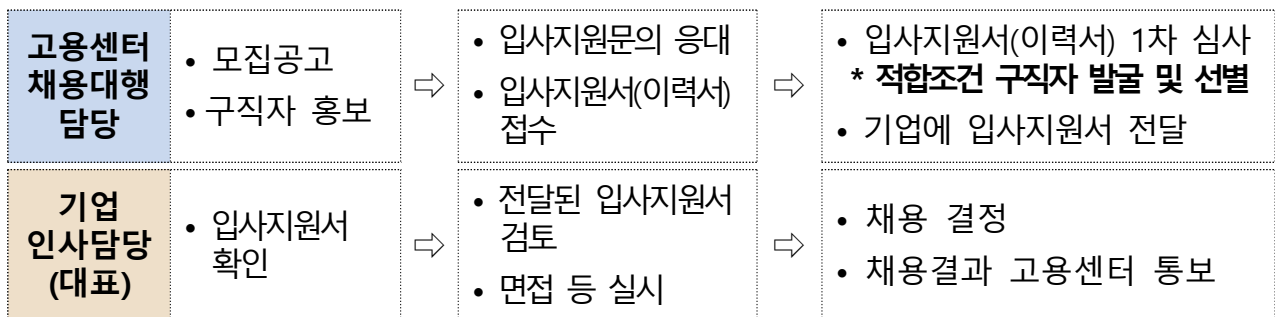 고용센터
채용대행
담당
• 모집공고
• 구직자 홍보
⇨
• 입사지원문의 응대
• 입사지원서(이력서)
접수
⇨
• 입사지원서(이력서) 1차 심사
* 적합조건 구직자 발굴 및 선별
• 기업에 입사지원서 전달
기업
인사담당
(대표)
• 입사지원서
확인
⇨
• 전달된 입사지원서
검토
• 면접 등 실시
⇨
• 채용 결정
• 채용결과 고용센터 통보